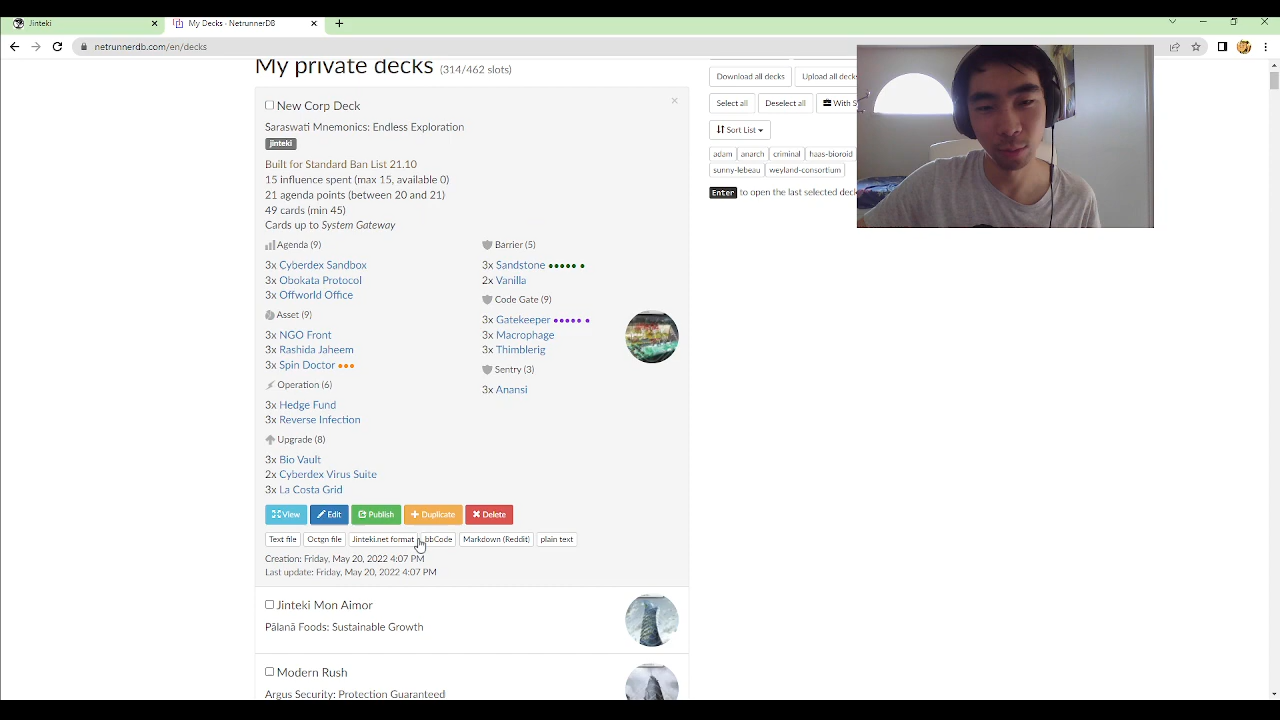 Jinteki
My Decks - NetrunnerDB
netrunnerdb.com/en/decks
My private decks (314/462 slots)
New Corp Deck
Saraswati Mnemonics: Endless Exploration
jinteki
Built for Standard Ban List 21.10
15 influence spent (max 15, available 0)
21 agenda points (between 20 and 21)
49 cards (min 45)
Cards up to System Gateway
Agenda (9)
3x Cyberdex Sandbox
3x Obokata Protocol
3x Offworld Office
Asset (9)
3x NGO Front
3x Rashida Jaheem
3x Spin Doctor
Operation (6)
3x Hedge Fund
3x Reverse Infection
Upgrade (8)
3x Bio Vault
2x Cyberdex Virus Suite
3x La Costa Grid
Barrier (5)
3x Sandstone
2x Vanilla
Code Gate (9)
3x Gatekeeper
3x Macrophage
3x Thimblerig
Sentry (3)
3x Anansi
View Edit Publish Duplicate Delete
Text file Octgn file Jinteki.net format bbCode Markdown (Reddit) plain text
Creation: Friday, May 20, 2022 4:07 PM
Last update: Friday, May 20, 2022 4:07 PM
Jinteki Mon Aimor
Pālanā Foods: Sustainable Growth
Modern Rush
Argus Security: Protection Guaranteed
Download all decks Upload all decks
Select all Deselect all With S
Sort List
adam anarch criminal haas-bioroid
sunny-lebeau weyland-consortium
Enter to open the last selected deck